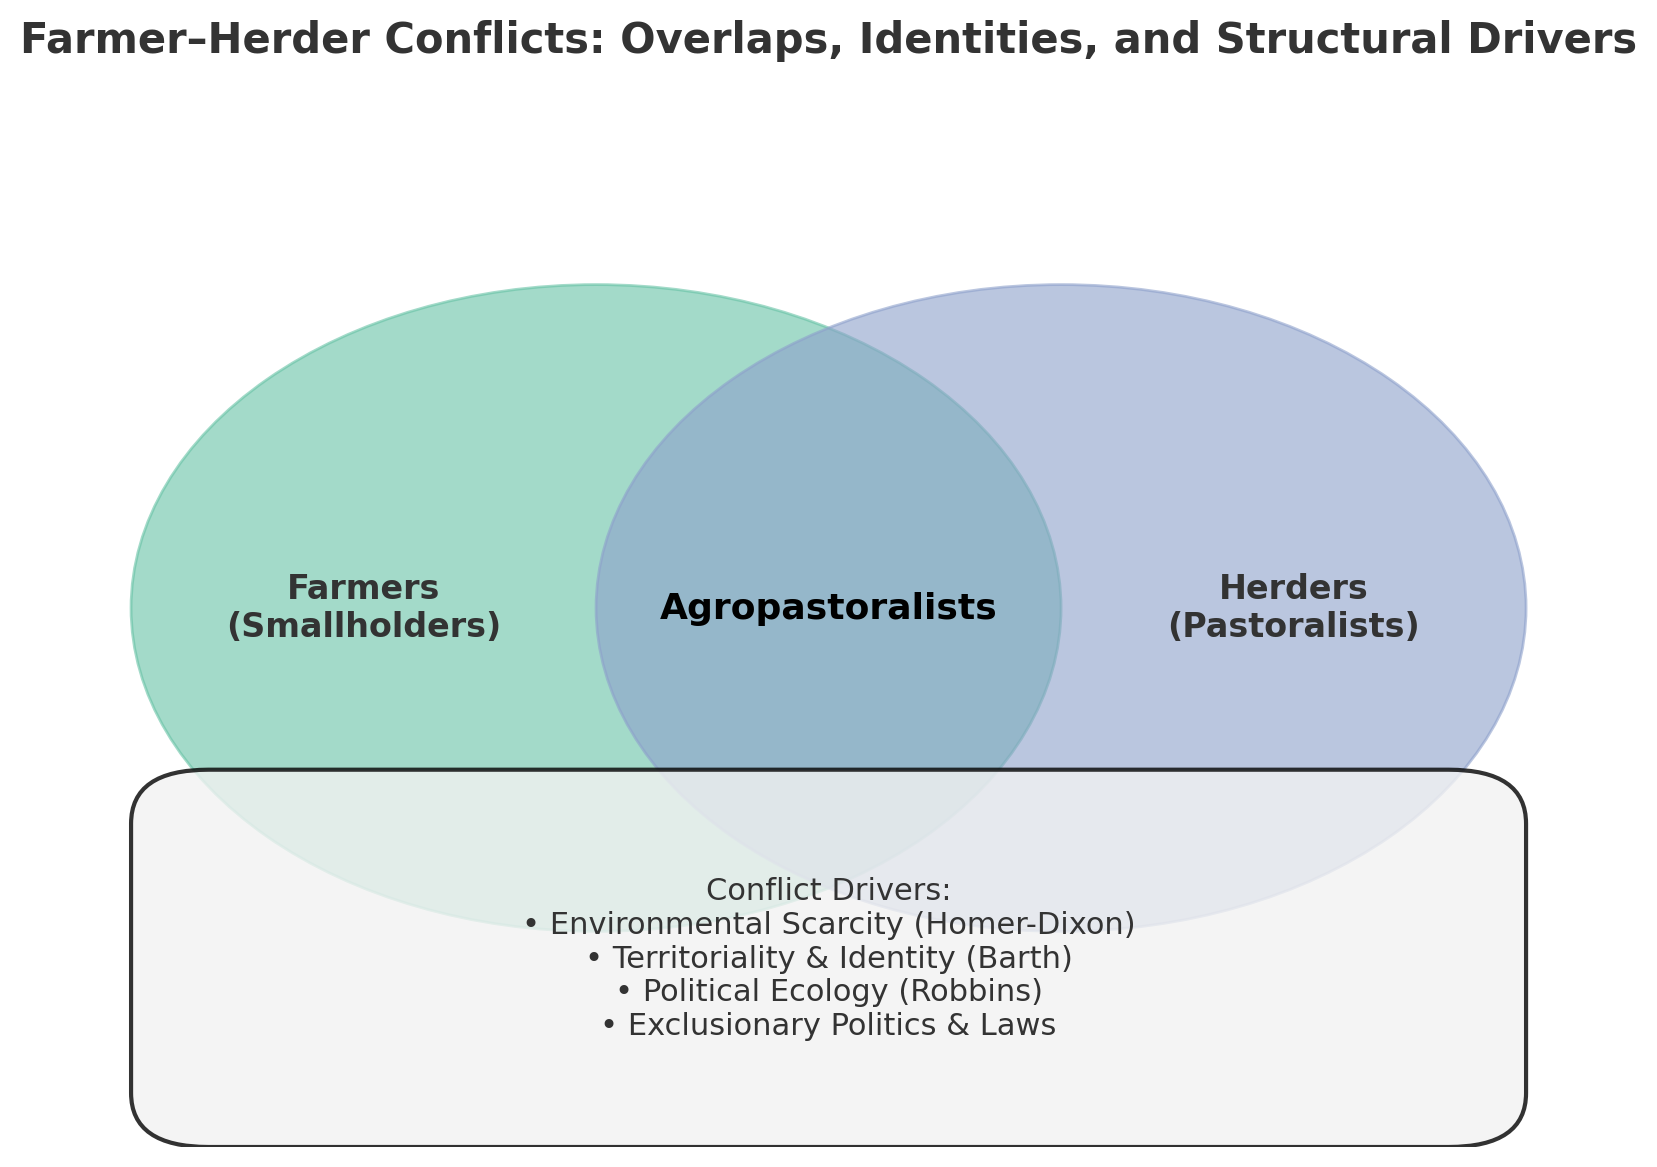 Farmer–Herder Conflicts: Overlaps, Identities, and Structural Drivers
Farmers
(Smallholders)
Agropastoralists
Herders
(Pastoralists)
Conflict Drivers:
• Environmental Scarcity (Homer-Dixon)
• Territoriality & Identity (Barth)
• Political Ecology (Robbins)
• Exclusionary Politics & Laws